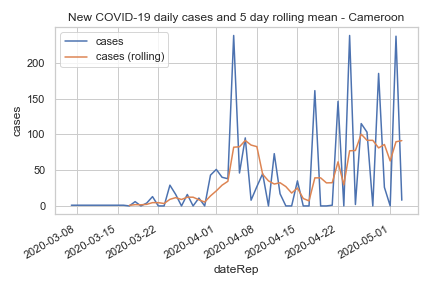 New COVID-19 daily cases and 5 day rolling mean - Cameroon
cases
cases (rolling)
200
150
100
50
0
cases
2020-03-08
2020-03-15
2020-03-22
2020-04-01
2020-04-08
2020-04-15
2020-04-22
2020-05-01
dateRep